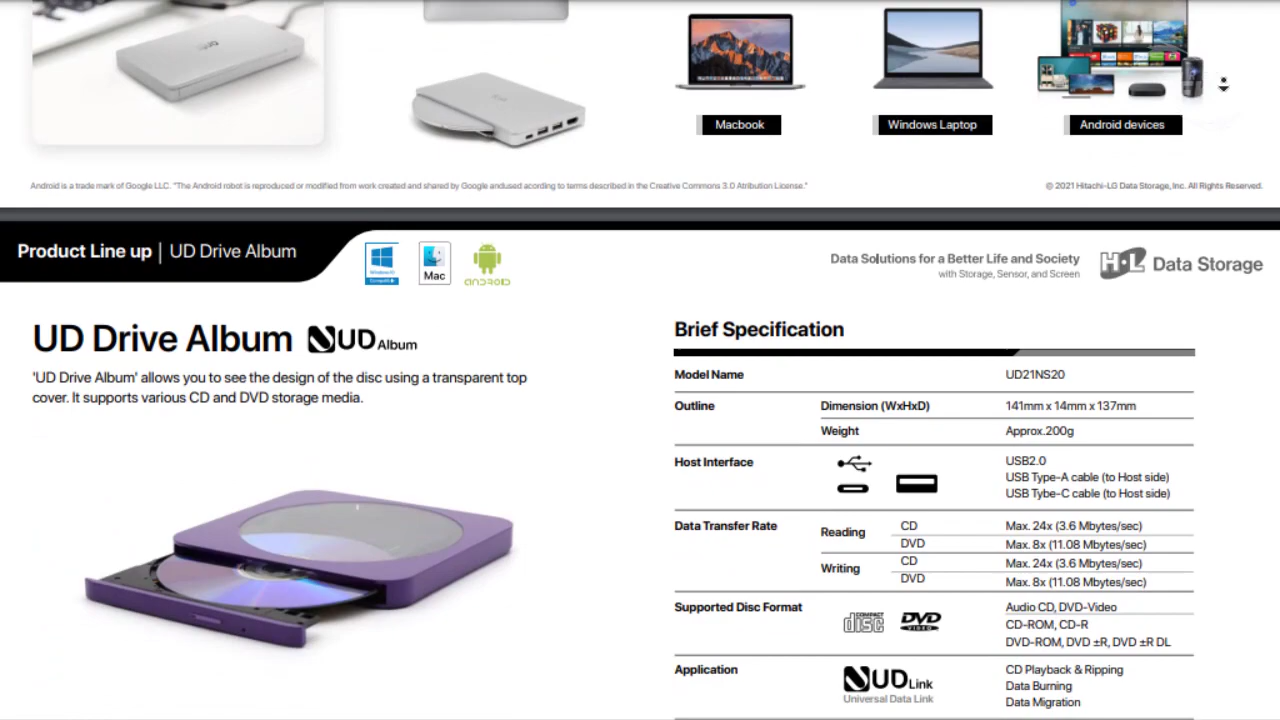 UD
Macbook
Windows Laptop
Android devices
Android is a trade mark of Google LLC. "The Android robot is reproduced or modified from work created and shared by Google andused acording to terms described in the Creative Commons 3.0 Atribution License."
© 2021 Hitachi-LG Data Storage, Inc. All Rights Reserved.
Product Line up | UD Drive Album
Mac
ANDROID
Data Solutions for a Better Life and Society
with Storage, Sensor, and Screen
H·L Data Storage
UD Drive Album
UD Album
'UD Drive Album' allows you to see the design of the disc using a transparent top
cover. It supports various CD and DVD storage media.
Brief Specification
Model Name UD21NS20
Outline Dimension (WxHxD) 141mm x 14mm x 137mm
Weight Approx.200g
Host Interface USB2.0
USB Type-A cable (to Host side)
USB Tybe-C cable (to Host side)
Data Transfer Rate Reading CD Max. 24x (3.6 Mbytes/sec)
DVD Max. 8x (11.08 Mbytes/sec)
Writing CD Max. 24x (3.6 Mbytes/sec)
DVD Max. 8x (11.08 Mbytes/sec)
Supported Disc Format COMPACT disc DVD VIDEO Audio CD, DVD-Video
CD-ROM, CD-R
DVD-ROM, DVD ±R, DVD ±R DL
Application UD Link CD Playback & Ripping
Universal Data Link Data Burning
Data Migration